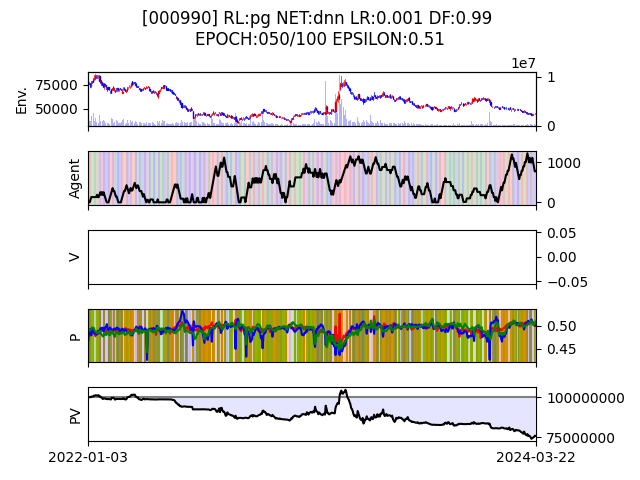 [000990] RL:pg NET:dnn LR:0.001 DF:0.99
EPOCH:050/100 EPSILON:0.51
1e7
Env.
75000
50000
1
0
Agent
1000
0
V
0.05
0.00
−0.05
P
0.50
0.45
PV
100000000
75000000
2022-01-03
2024-03-22